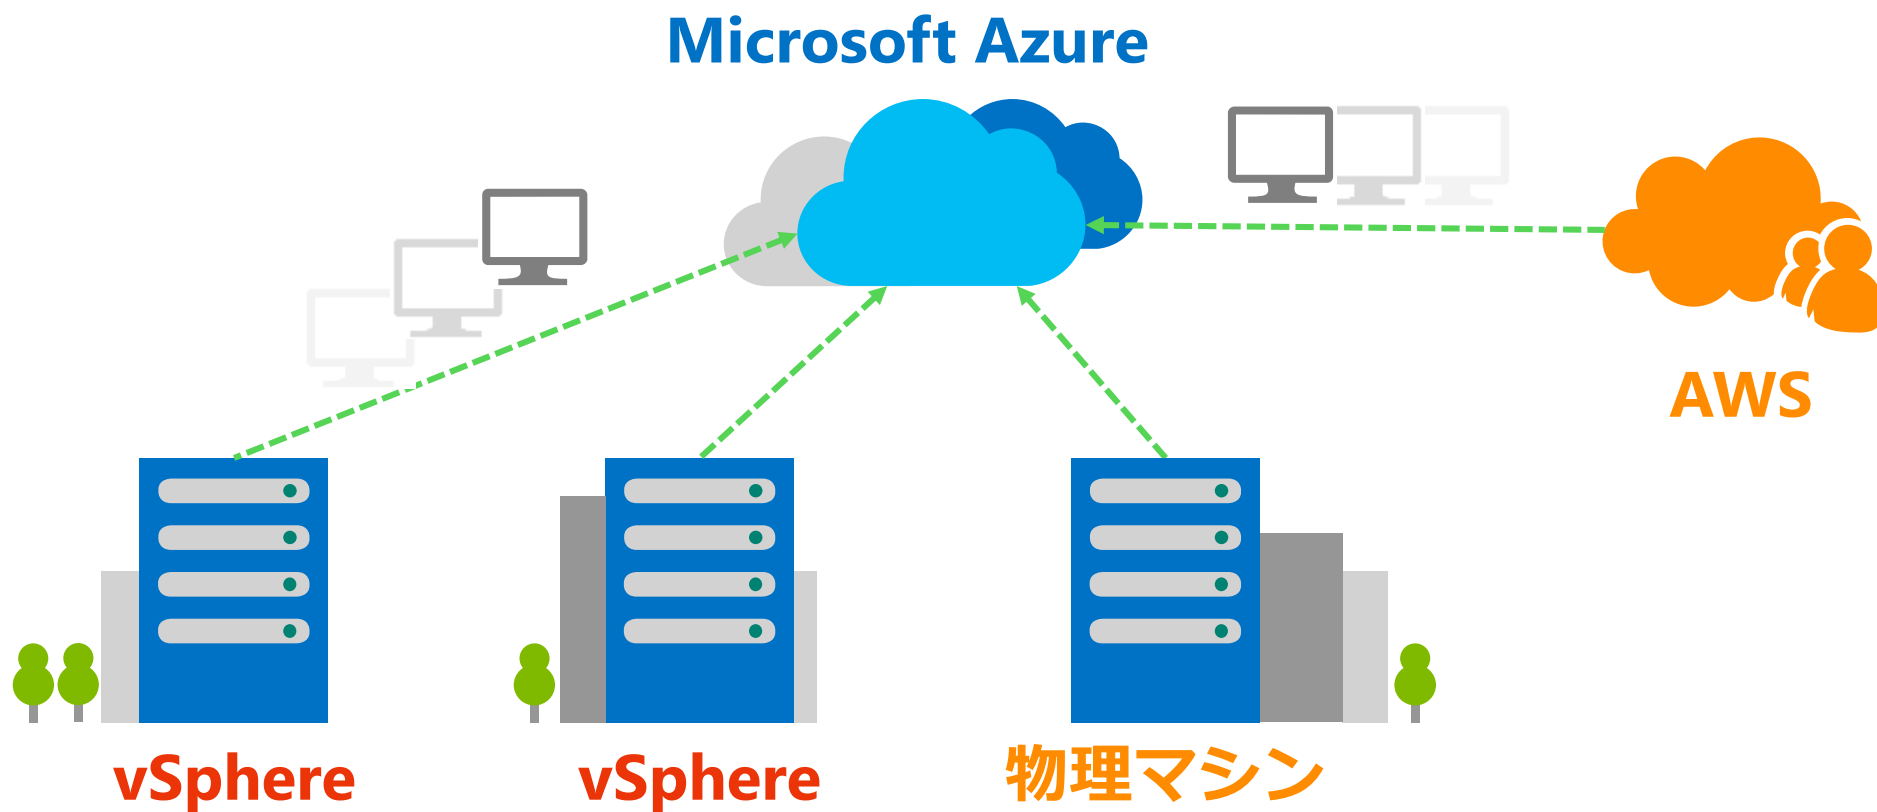 Microsoft Azure
AWS
vSphere
vSphere
物理マシン